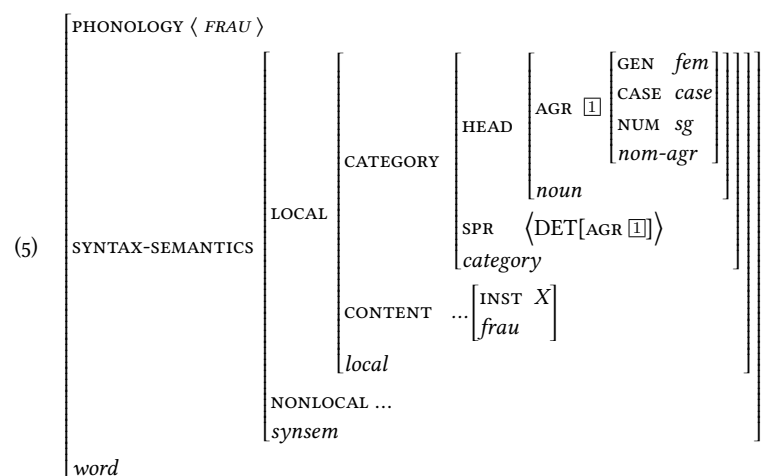 PHONOLOGY ⟨ FRAU ⟩
GEN fem
CASE case
AGR 1
NUM sg
HEAD
nom-agr
CATEGORY
noun
LOCAL
SPR ⟨DET[AGR 1]⟩
(5) SYNTAX-SEMANTICS
category
INST X
CONTENT …
frau
local
NONLOCAL …
synsem
word